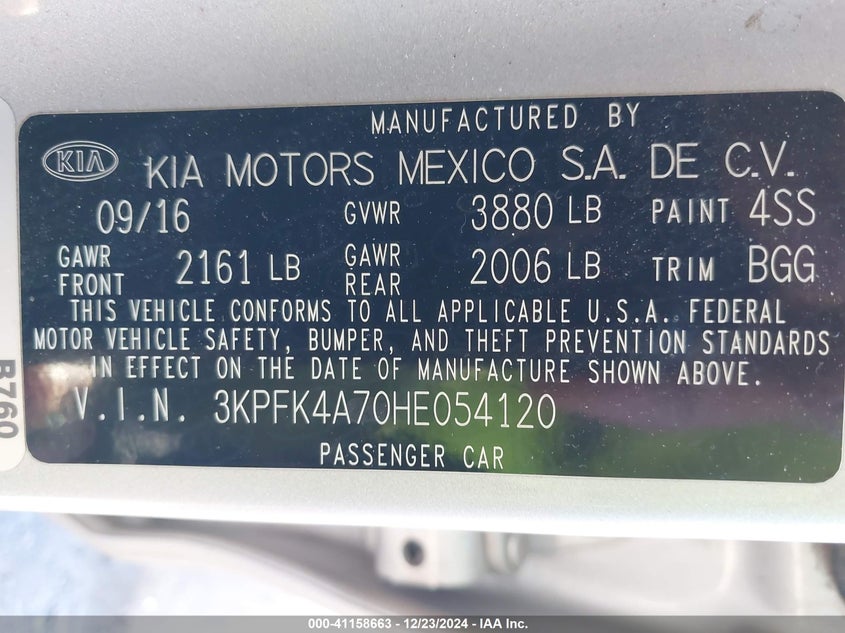 MANUFACTURED BY
KIA KIA MOTORS MEXICO S.A. DE C.V.
09/16 GVWR 3880 LB PAINT 4SS
GAWR FRONT 2161 LB GAWR REAR 2006 LB TRIM BGG
THIS VEHICLE CONFORMS TO ALL APPLICABLE U.S.A. FEDERAL
MOTOR VEHICLE SAFETY, BUMPER, AND THEFT PREVENTION STANDARDS
IN EFFECT ON THE DATE OF MANUFACTURE SHOWN ABOVE.
V.I.N. 3KPFK4A70HE054120
PASSENGER CAR
B760
000-41158663 - 12/23/2024 - IAA Inc.